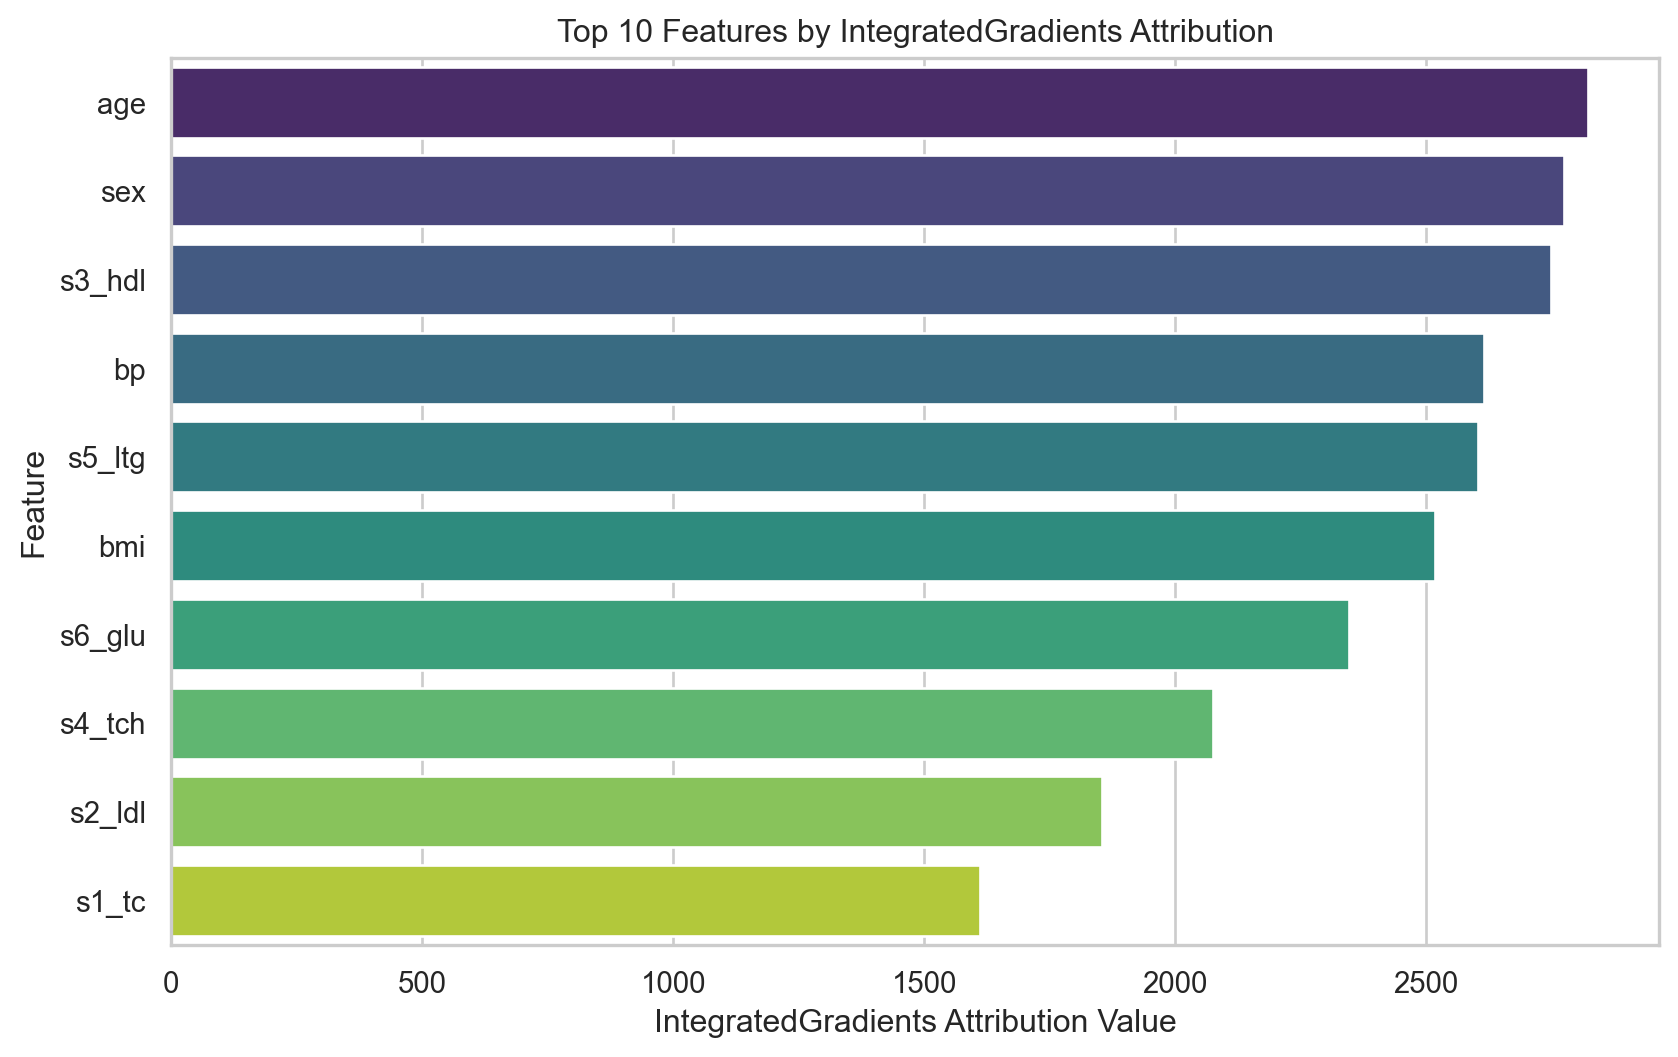 Top 10 Features by IntegratedGradients Attribution
age
sex
s3_hdl
bp
s5_ltg
bmi
s6_glu
s4_tch
s2_ldl
s1_tc
Feature
0 500 1000 1500 2000 2500
IntegratedGradients Attribution Value